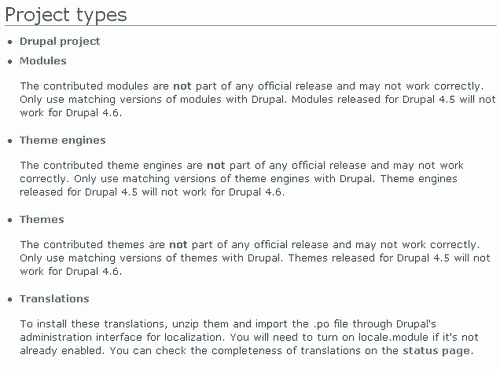 Project types
Drupal project
Modules
The contributed modules are not part of any official release and may not work correctly.
Only use matching versions of modules with Drupal. Modules released for Drupal 4.5 will not
work for Drupal 4.6.
Theme engines
The contributed theme engines are not part of any official release and may not work
correctly. Only use matching versions of theme engines with Drupal. Theme engines
released for Drupal 4.5 will not work for Drupal 4.6.
Themes
The contributed themes are not part of any official release and may not work correctly.
Only use matching versions of themes with Drupal. Themes released for Drupal 4.5 will not
work for Drupal 4.6.
Translations
To install these translations, unzip them and import the .po file through Drupal's
administration interface for localization. You will need to turn on locale.module if it's not
already enabled. You can check the completeness of translations on the status page.